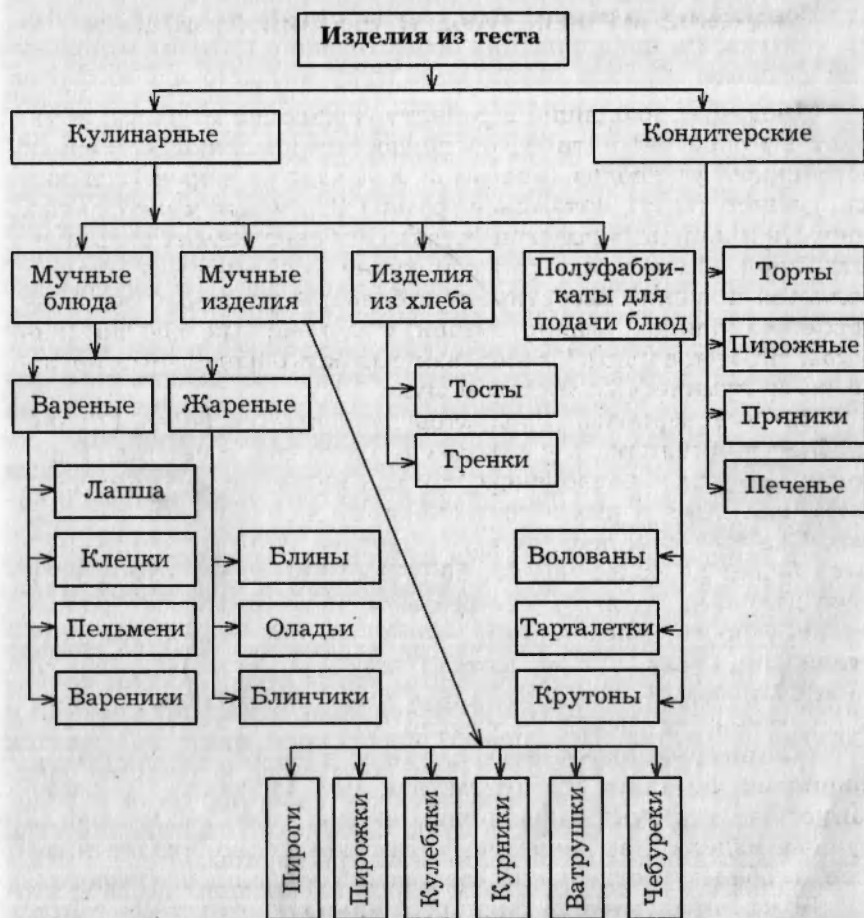 Изделия из теста
Кулинарные
Кондитерские
Мучные
блюда
Мучные
изделия
Изделия
из хлеба
Полуфабри-
каты для
подачи блюд
Торты
Пирожные
Пряники
Печенье
Вареные
Жареные
Тосты
Гренки
Лапша
Клецки
Пельмени
Вареники
Блины
Оладьи
Блинчики
Волованы
Тарталетки
Крутоны
Пироги
Пирожки
Кулебяки
Курники
Ватрушки
Чебуреки